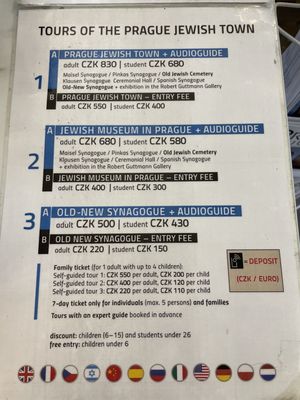 TOURS OF THE PRAGUE JEWISH TOWN
1
A PRAGUE JEWISH TOWN + AUDIOGUIDE
adult CZK 830 | student CZK 680
Maisel Synagogue / Pinkas Synagogue / Old Jewish Cemetery
Klausen Synagogue / Ceremonial Hall / Spanish Synagogue
Old-New Synagogue + exhibition in the Robert Guttmann Gallery
B PRAGUE JEWISH TOWN – ENTRY FEE
adult CZK 550 | student CZK 400
2
A JEWISH MUSEUM IN PRAGUE + AUDIOGUIDE
adult CZK 680 | student CZK 580
Maisel Synagogue / Pinkas Synagogue / Old Jewish Cemetery
Klausen Synagogue / Ceremonial Hall / Spanish Synagogue
+ exhibition in the Robert Guttmann Gallery
B JEWISH MUSEUM IN PRAGUE – ENTRY FEE
adult CZK 400 | student CZK 300
3
A OLD-NEW SYNAGOGUE + AUDIOGUIDE
adult CZK 500 | student CZK 430
B OLD NEW SYNAGOGUE – ENTRY FEE
adult CZK 220 | student CZK 150
= DEPOSIT
(CZK / EURO)
Family ticket (for 1 adult with up to 4 children):
Self-guided tour 1: CZK 550 per adult, CZK 200 per child
Self-guided tour 2: CZK 400 per adult, CZK 120 per child
Self-guided tour 3: CZK 220 per adult, CZK 110 per child
7-day ticket only for individuals (max. 5 persons) and families
Tours with an expert guide booked in advance
discount: children (6–15) and students under 26
free entry: children under 6